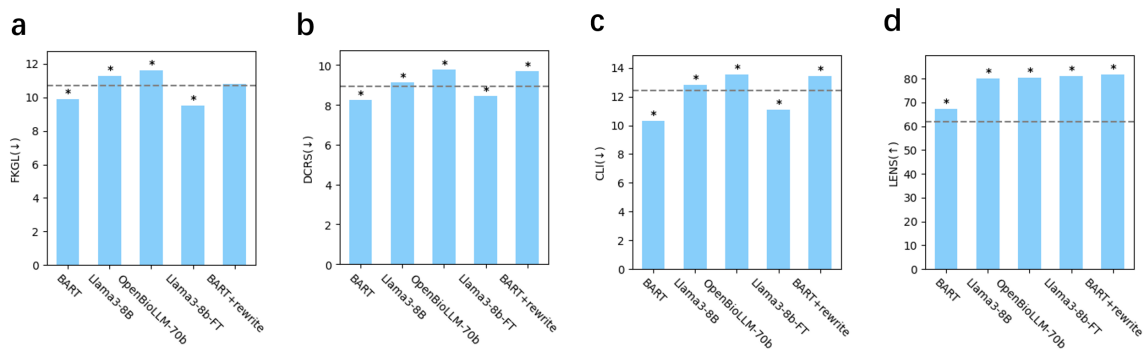 a
FKGL(↓)
12
10
8
6
4
2
0
*
*
*
*
BART
Llama3-8B
OpenBioLLM-70b
Llama3-8b-FT
BART+rewrite
b
DCRS(↓)
10
8
6
4
2
0
*
*
*
*
*
BART
Llama3-8B
OpenBioLLM-70b
Llama3-8b-FT
BART+rewrite
c
CLI(↓)
14
12
10
8
6
4
2
0
*
*
*
*
*
BART
Llama3-8B
OpenBioLLM-70b
Llama3-8b-FT
BART+rewrite
d
LENS(↑)
80
70
60
50
40
30
20
10
0
*
*
*
*
*
BART
Llama3-8B
OpenBioLLM-70b
Llama3-8b-FT
BART+rewrite